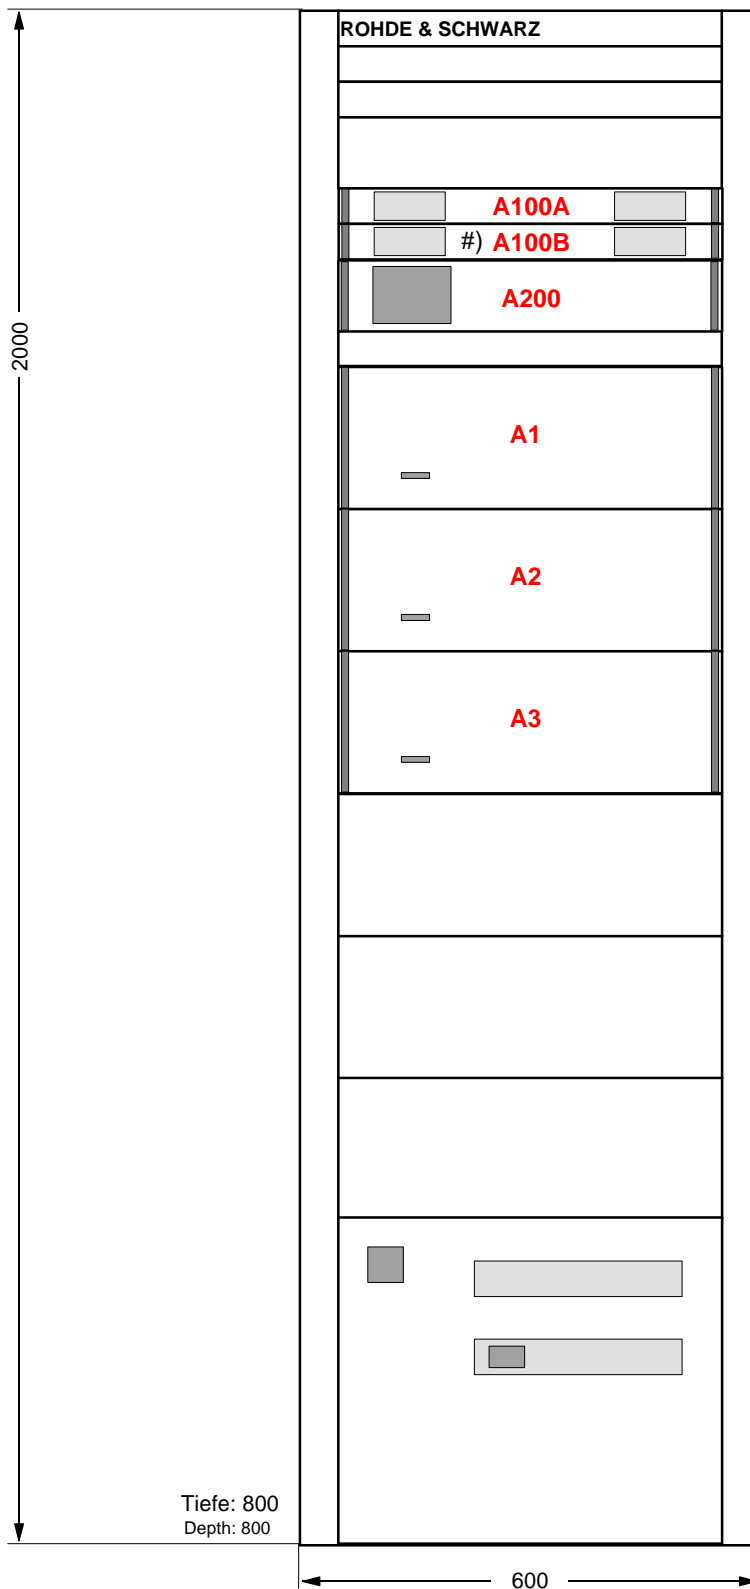 ROHDE & SCHWARZ
A100A
#) A100B
A200
2000
A1
A2
A3
Tiefe: 800
Depth: 800
600